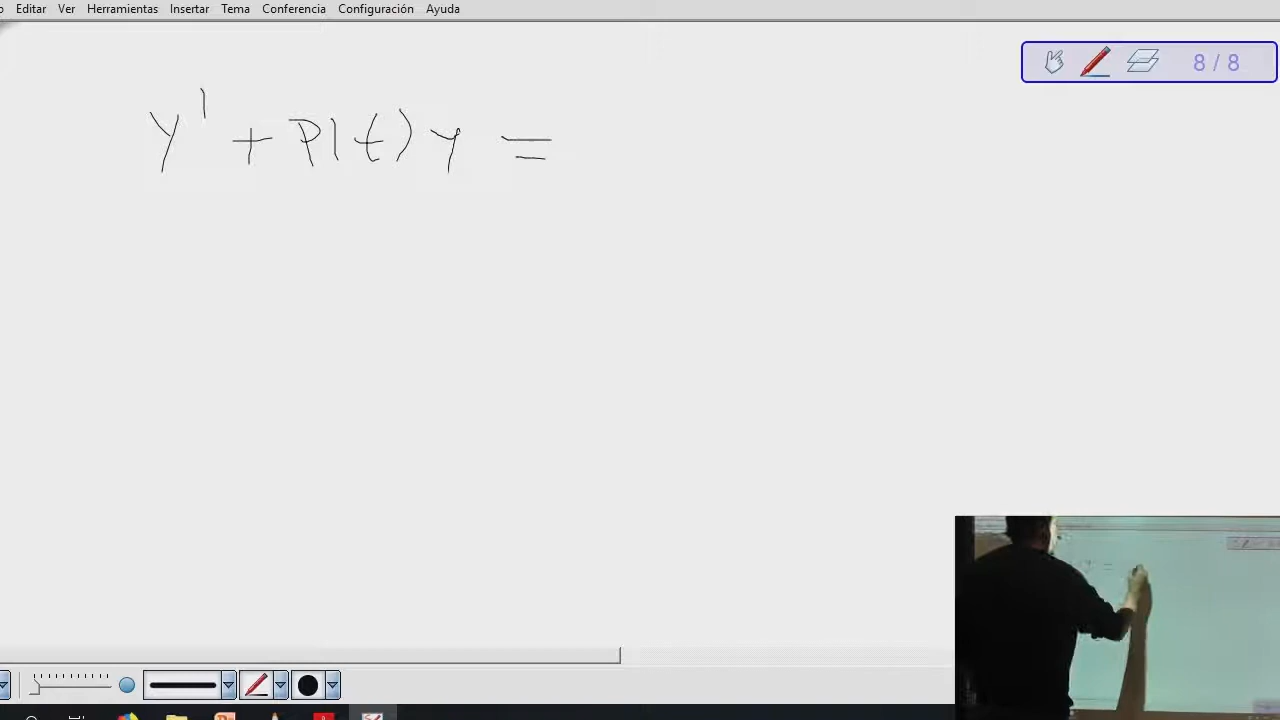 Editar Ver Herramientas Insertar Tema Conferencia Configuración Ayuda
8 / 8
y' + P(t) y =